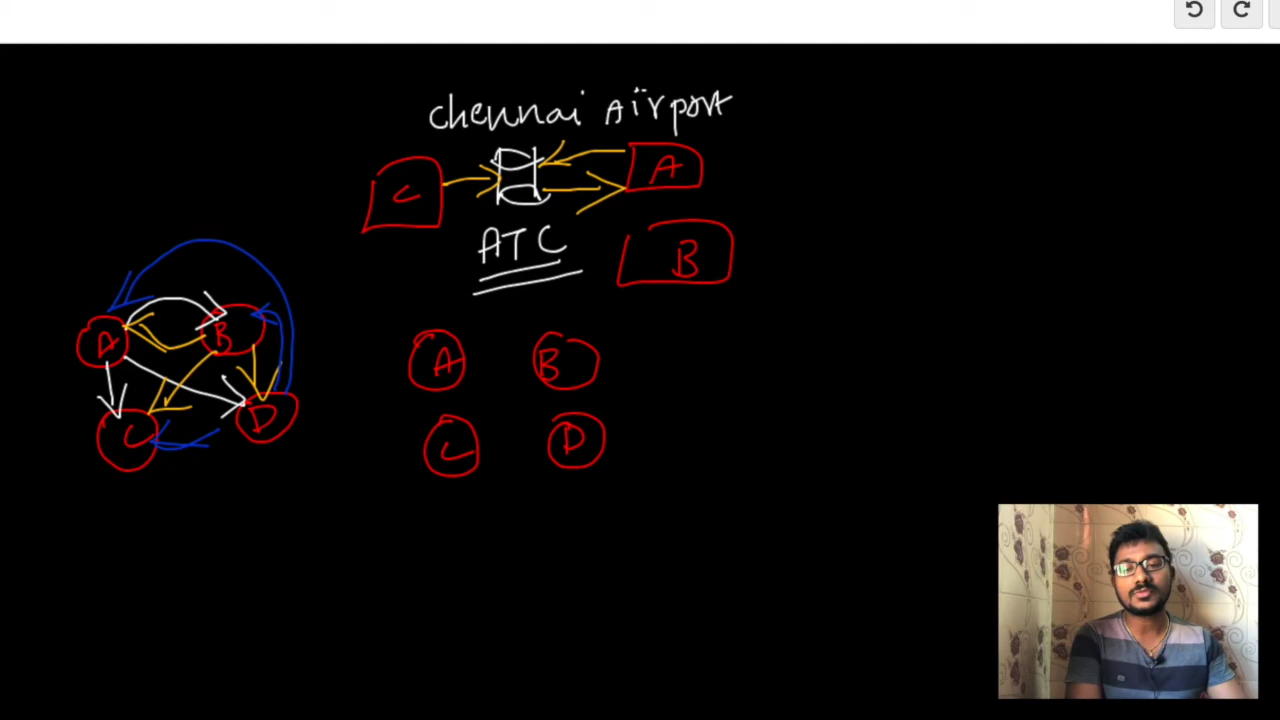 Chennai Airport
C A
ATC B
A B
C D
A B
C D